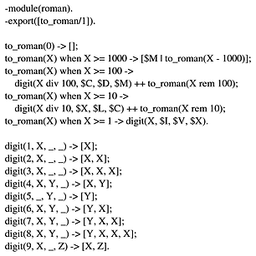 -module(roman).
-export([to_roman/1]).
to_roman(0) -> [];
to_roman(X) when X >= 1000 -> [$M | to_roman(X - 1000)];
to_roman(X) when X >= 100 ->
digit(X div 100, $C, $D, $M) ++ to_roman(X rem 100);
to_roman(X) when X >= 10 ->
digit(X div 10, $X, $L, $C) ++ to_roman(X rem 10);
to_roman(X) when X >= 1 -> digit(X, $I, $V, $X).
digit(1, X, _, _) -> [X];
digit(2, X, _, _) -> [X, X];
digit(3, X, _, _) -> [X, X, X];
digit(4, X, Y, _) -> [X, Y];
digit(5, _, Y, _) -> [Y];
digit(6, X, Y, _) -> [Y, X];
digit(7, X, Y, _) -> [Y, X, X];
digit(8, X, Y, _) -> [Y, X, X, X];
digit(9, X, _, Z) -> [X, Z].